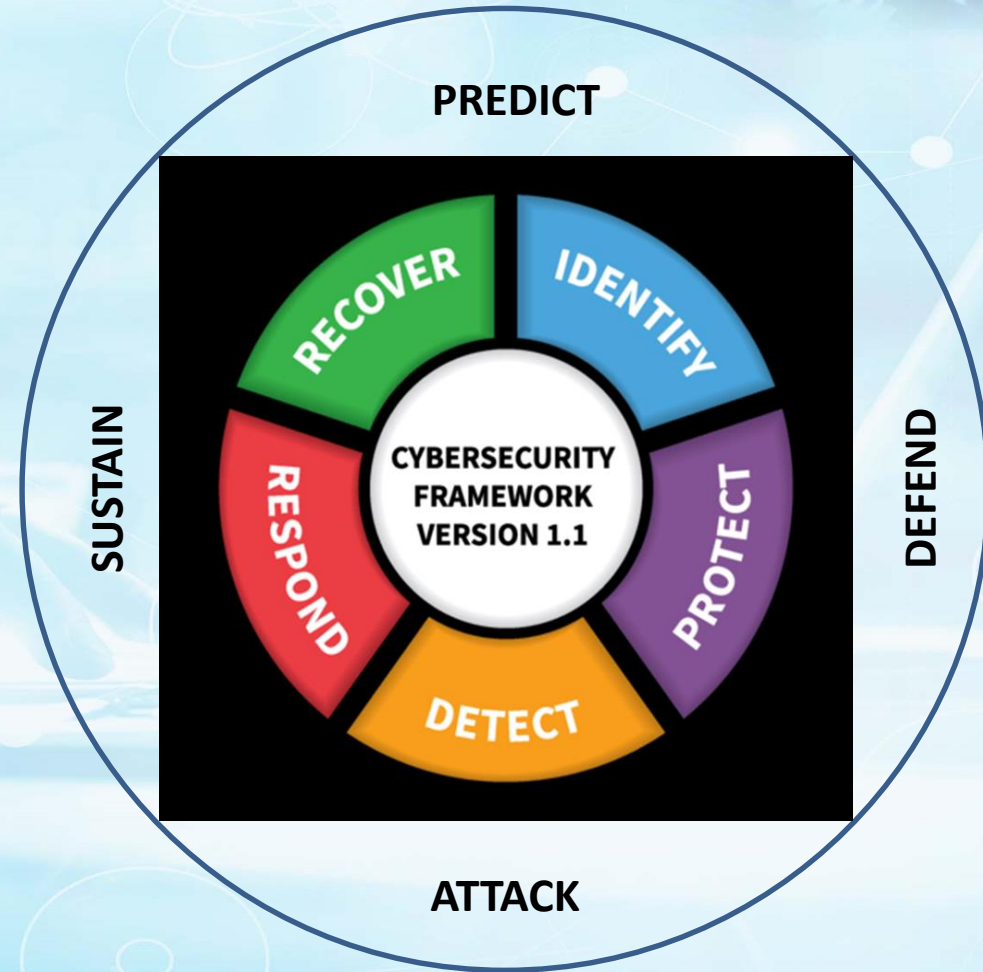 PREDICT
RECOVER
IDENTIFY
SUSTAIN
CYBERSECURITY
FRAMEWORK
VERSION 1.1
DEFEND
RESPOND
PROTECT
DETECT
ATTACK